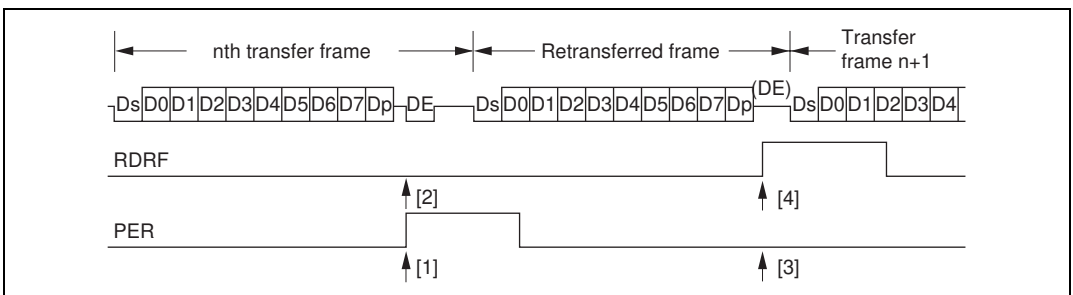 nth transfer frame Retransferred frame Transfer
frame n+1
(DE)
Ds D0 D1 D2 D3 D4 D5 D6 D7 Dp DE Ds D0 D1 D2 D3 D4 D5 D6 D7 Dp Ds D0 D1 D2 D3 D4
RDRF
[2] [4]
PER
[1] [3]